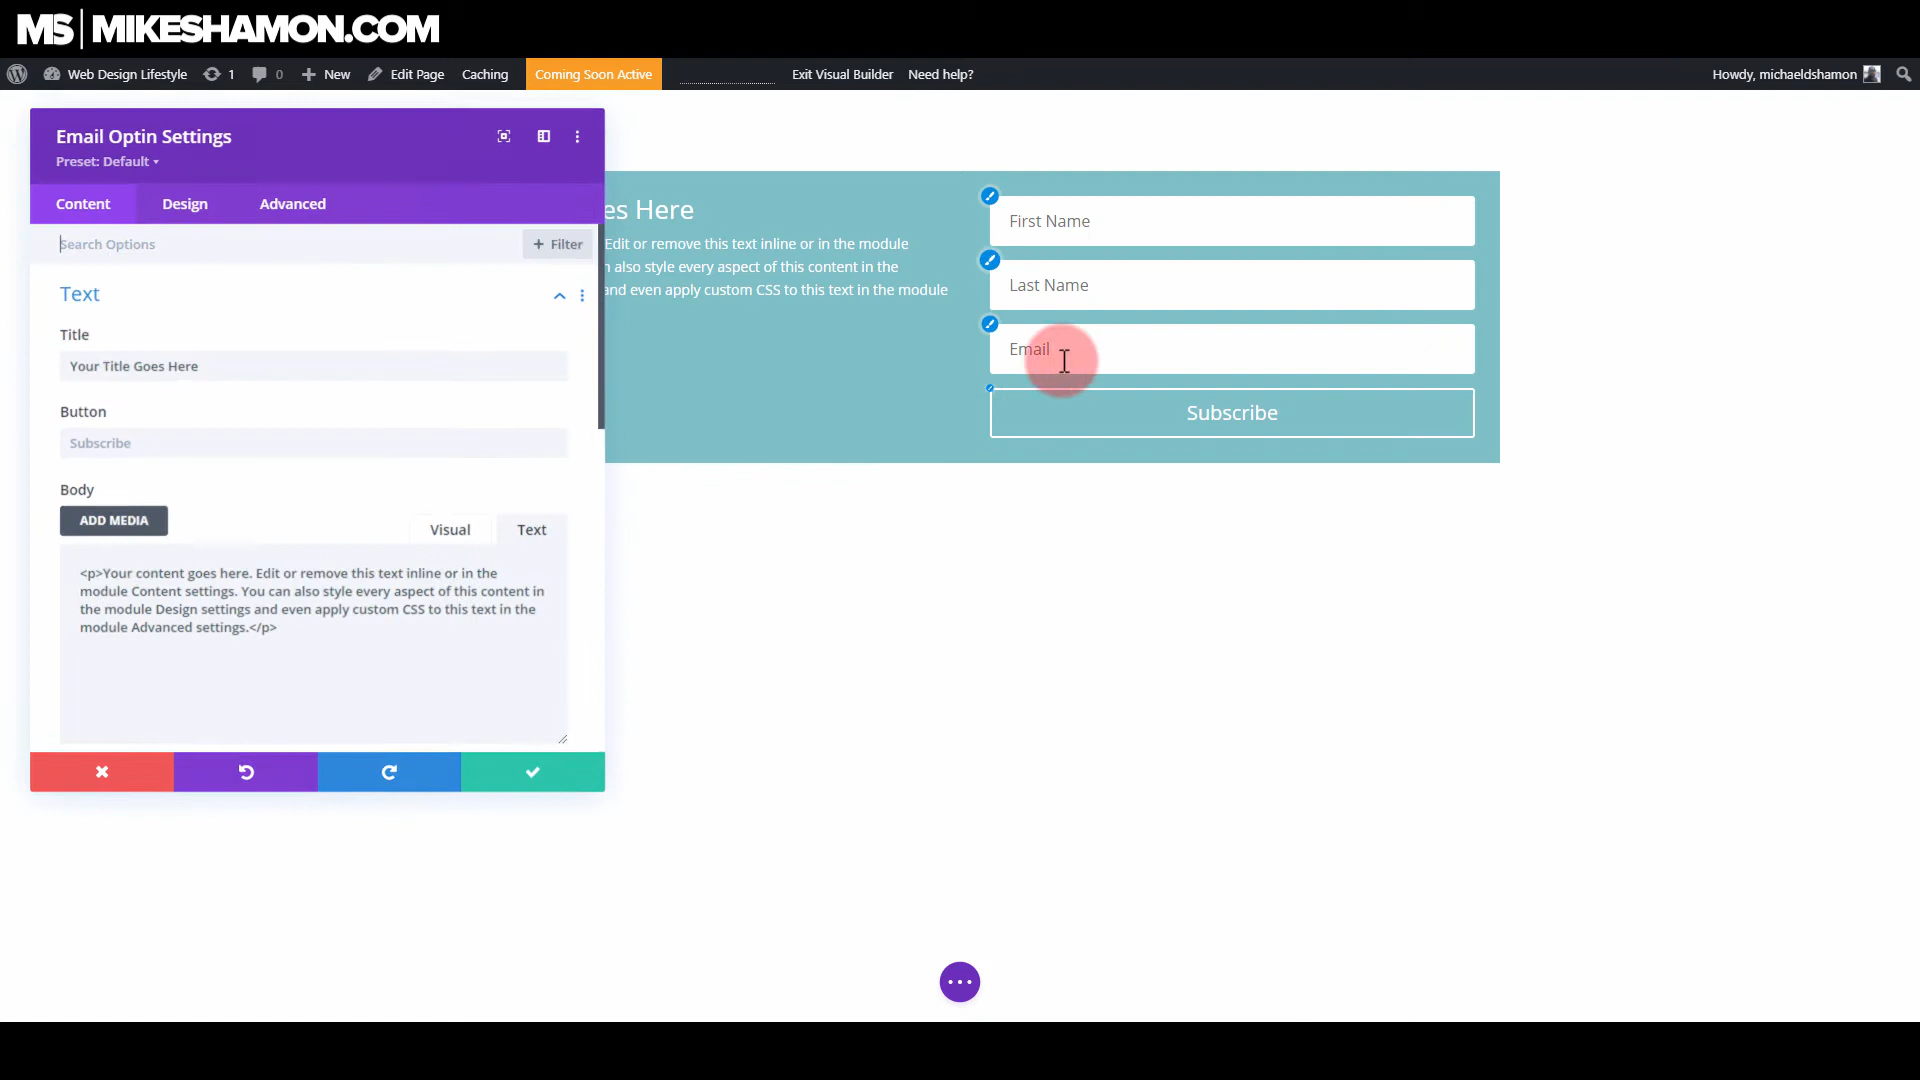 MS | MIKESHAMON.COM
Web Design Lifestyle 1 0 New Edit Page Caching Coming Soon Active Exit Visual Builder Need help? Howdy, michaeldshamon
Email Optin Settings
Preset: Default
Content Design Advanced
Search Options + Filter
Text
Title
Your Title Goes Here
Button
Subscribe
Body
ADD MEDIA
Visual Text
<p>Your content goes here. Edit or remove this text inline or in the
module Content settings. You can also style every aspect of this content in
the module Design settings and even apply custom CSS to this text in the
module Advanced settings.</p>
es Here
Edit or remove this text inline or in the module
n also style every aspect of this content in the
and even apply custom CSS to this text in the module
First Name
Last Name
Email
Subscribe